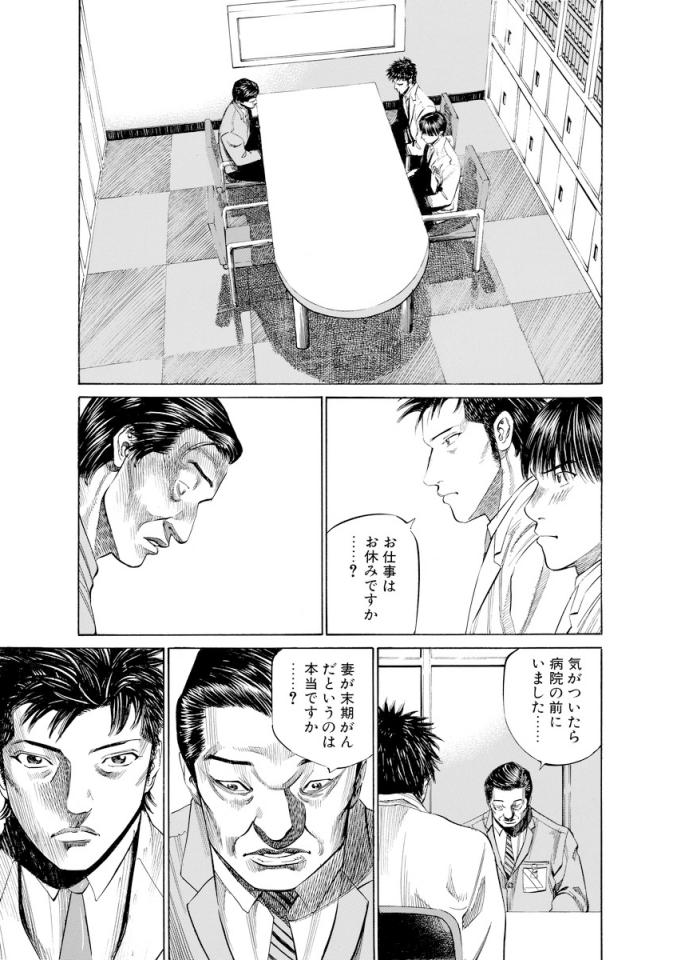 お仕事は
お休みですか
……?
気がついたら
病院の前に
いました……
妻が末期がん
だというのは
本当ですか
……?